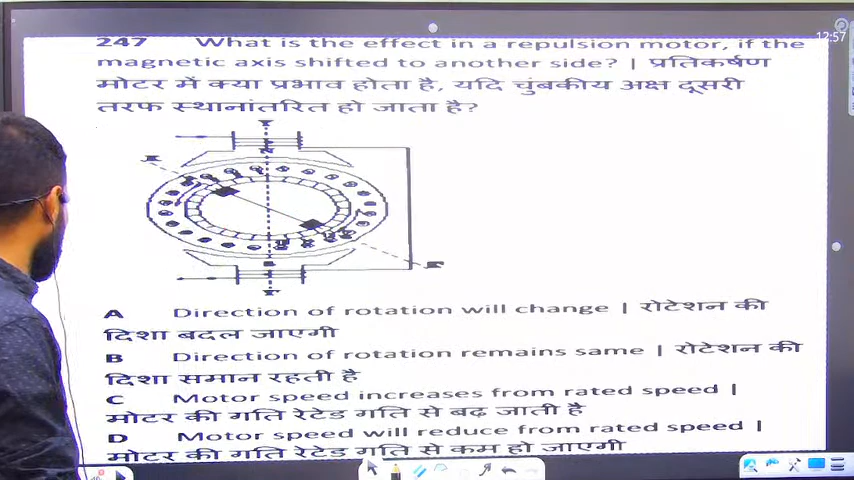 12:57
247 What is the effect in a repulsion motor, if the
magnetic axis shifted to another side? | प्रतिकर्षण
मोटर में क्या प्रभाव होता है, यदि चुंबकीय अक्ष दूसरी
तरफ स्थानांतरित हो जाता है?
A Direction of rotation will change | रोटेशन की
दिशा बदल जाएगी
B Direction of rotation remains same | रोटेशन की
दिशा समान रहती है
C Motor speed increases from rated speed |
मोटर की गति रेटेड गति से बढ़ जाती है
D Motor speed will reduce from rated speed |
मोटर की गति रेटेड गति से कम हो जाएगी